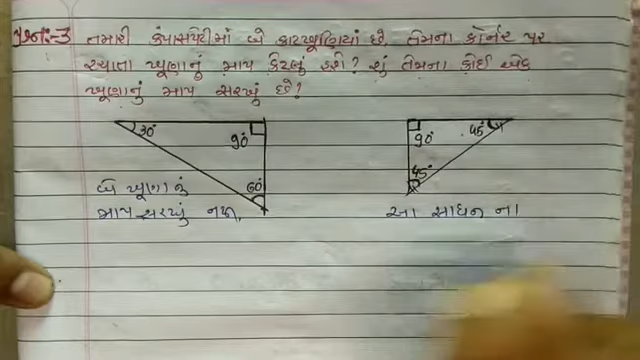 પ્રશ્ન:-3 તમારી કંપાસપેટીમાં બે કાટખૂણિયાં છે. તેમના કોર્નર પર
રચાતા ખૂણાનું માપ કેટલું હશે? શું તેમના કોઈ એક
ખૂણાનું માપ સરખું છે?
30° 90° 90° 45°
60° 45°
બે ખૂણાનું
માપ સરખું નથી. આ સાધન ના